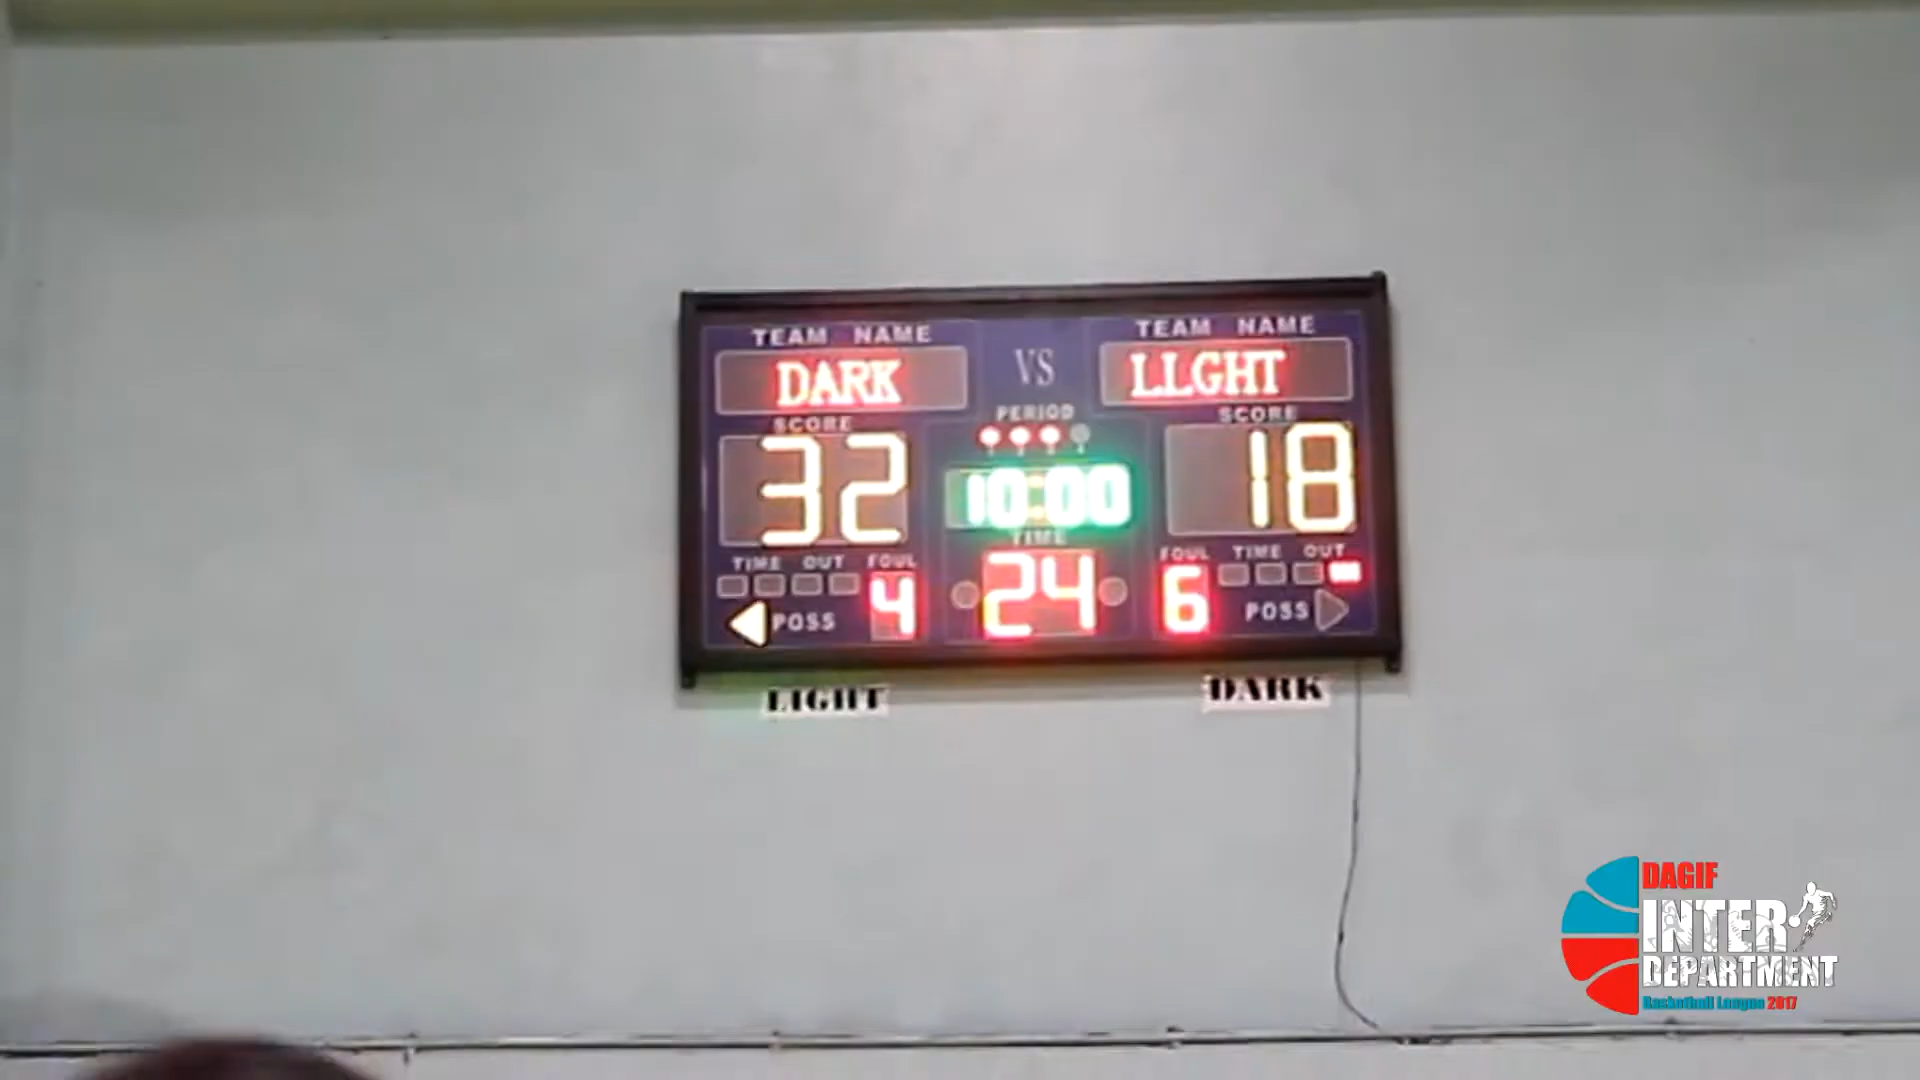 TEAM NAME
VS
TEAM NAME
DARK
LLGHT
SCORE
PERIOD
SCORE
32
10:00
18
TIME
TIME OUT FOUL
FOUL TIME OUT
4
24
6
POSS
POSS
LIGHT
DARK
DAGIF
INTER
DEPARTMENT
Basketball League 2017